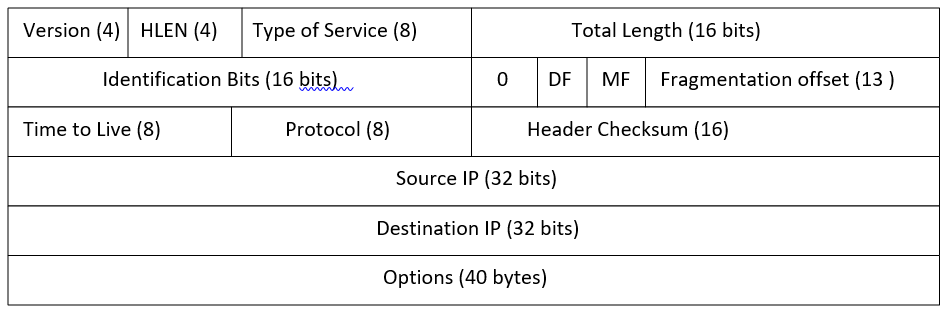 Version (4) HLEN (4) Type of Service (8) Total Length (16 bits)
Identification Bits (16 bits) 0 DF MF Fragmentation offset (13 )
Time to Live (8) Protocol (8) Header Checksum (16)
Source IP (32 bits)
Destination IP (32 bits)
Options (40 bytes)